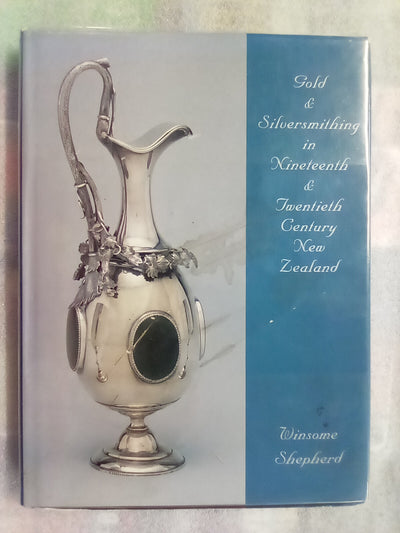 Gold
&
Silversmithing
in
Nineteenth
&
Twentieth
Century
New
Zealand
Winsome
Shepherd